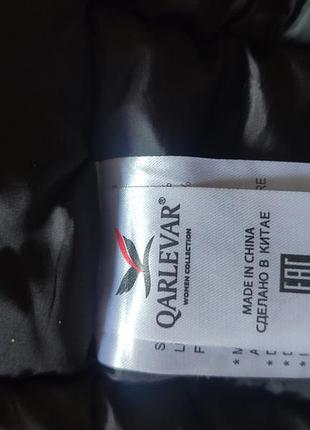 QARLEVAR®
WOMEN COLLECTION
MADE IN CHINA
СДЕЛАНО В КИТАЕ
EAC